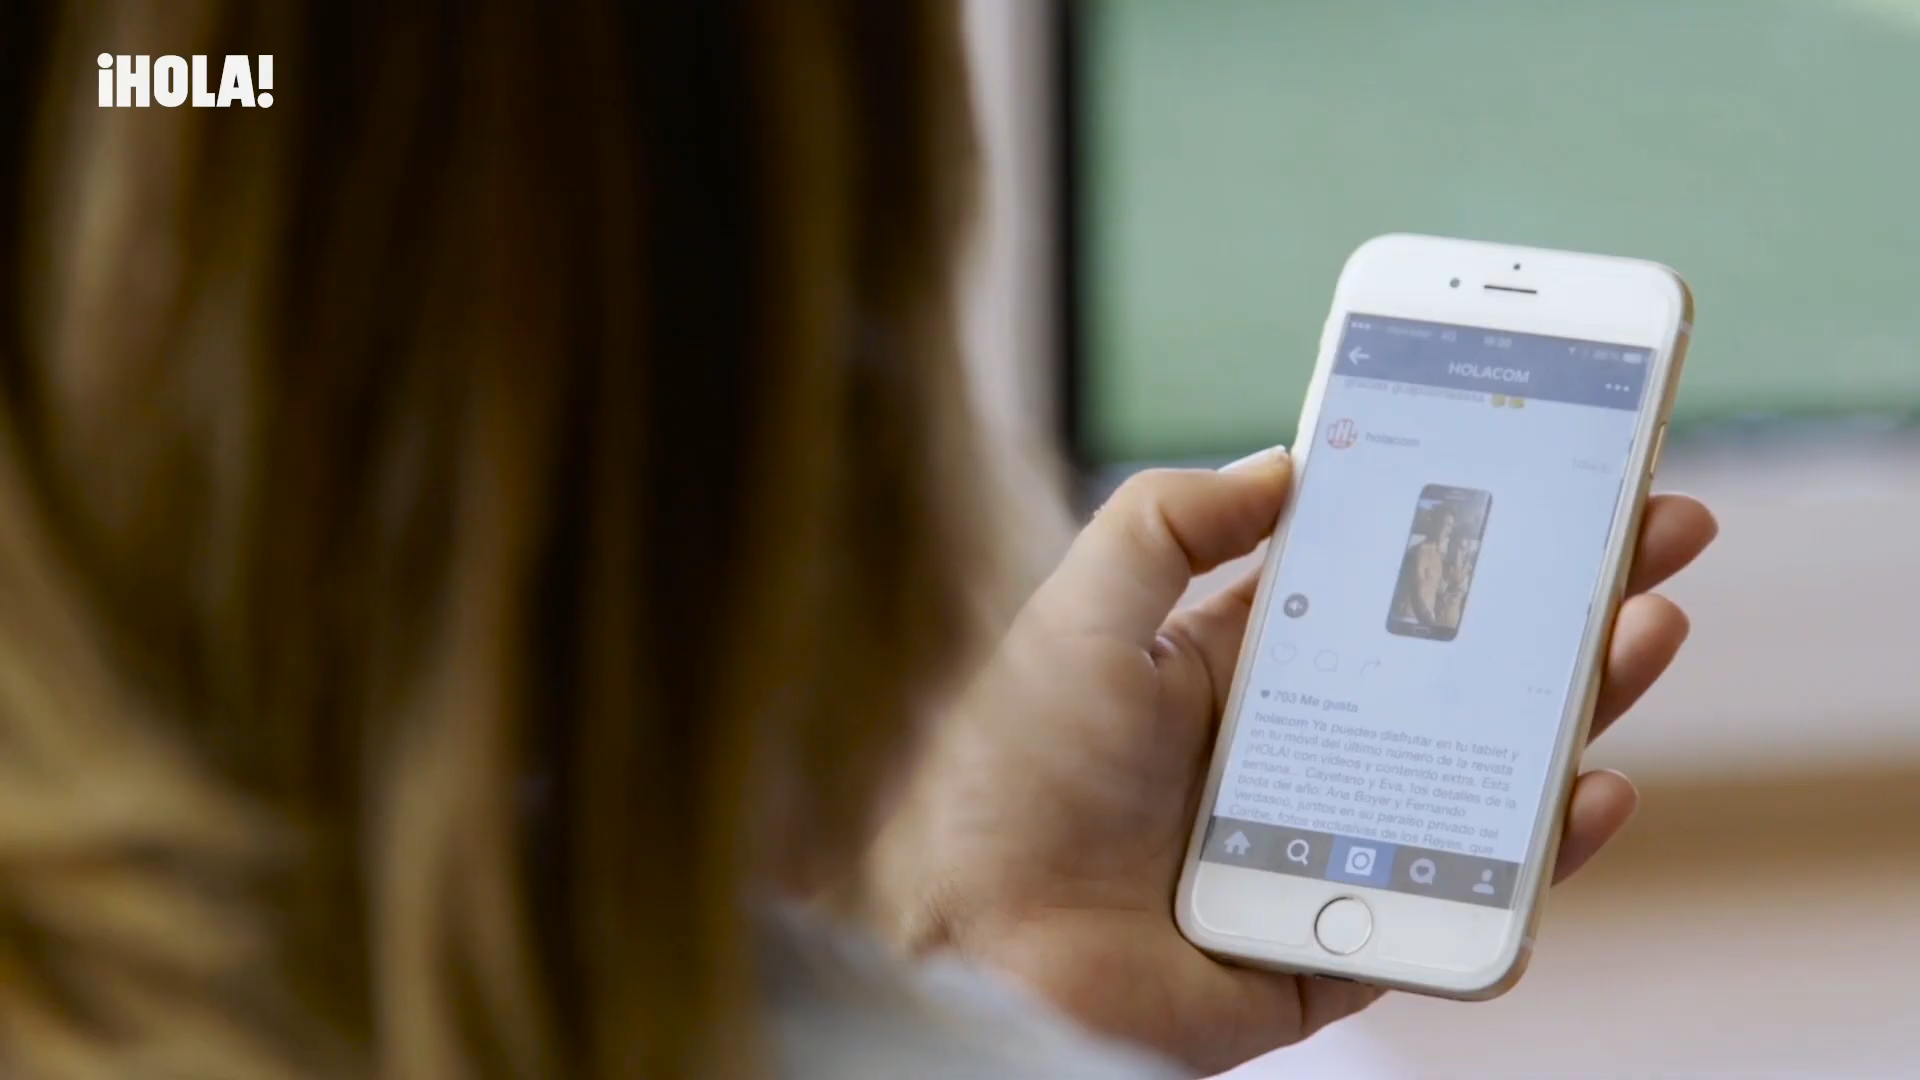 ¡HOLA!
HOLACOM
holacom
703 Me gusta
holacom Ya puedes disfrutar en tu tablet y
en tu móvil del último número de la revista
¡HOLA! con vídeos y contenido extra. Esta
semana... Cayetano y Eva, los detalles de la
boda del año; Ana Boyer y Fernando
Verdasco, juntos en su paraíso privado del
Caribe, fotos exclusivas de los Reyes, que